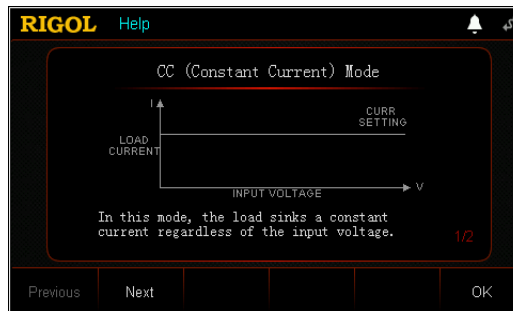 RIGOL Help
CC (Constant Current) Mode
I
CURR
SETTING
LOAD
CURRENT
INPUT VOLTAGE
V
In this mode, the load sinks a constant
current regardless of the input voltage.
1/2
Previous Next OK